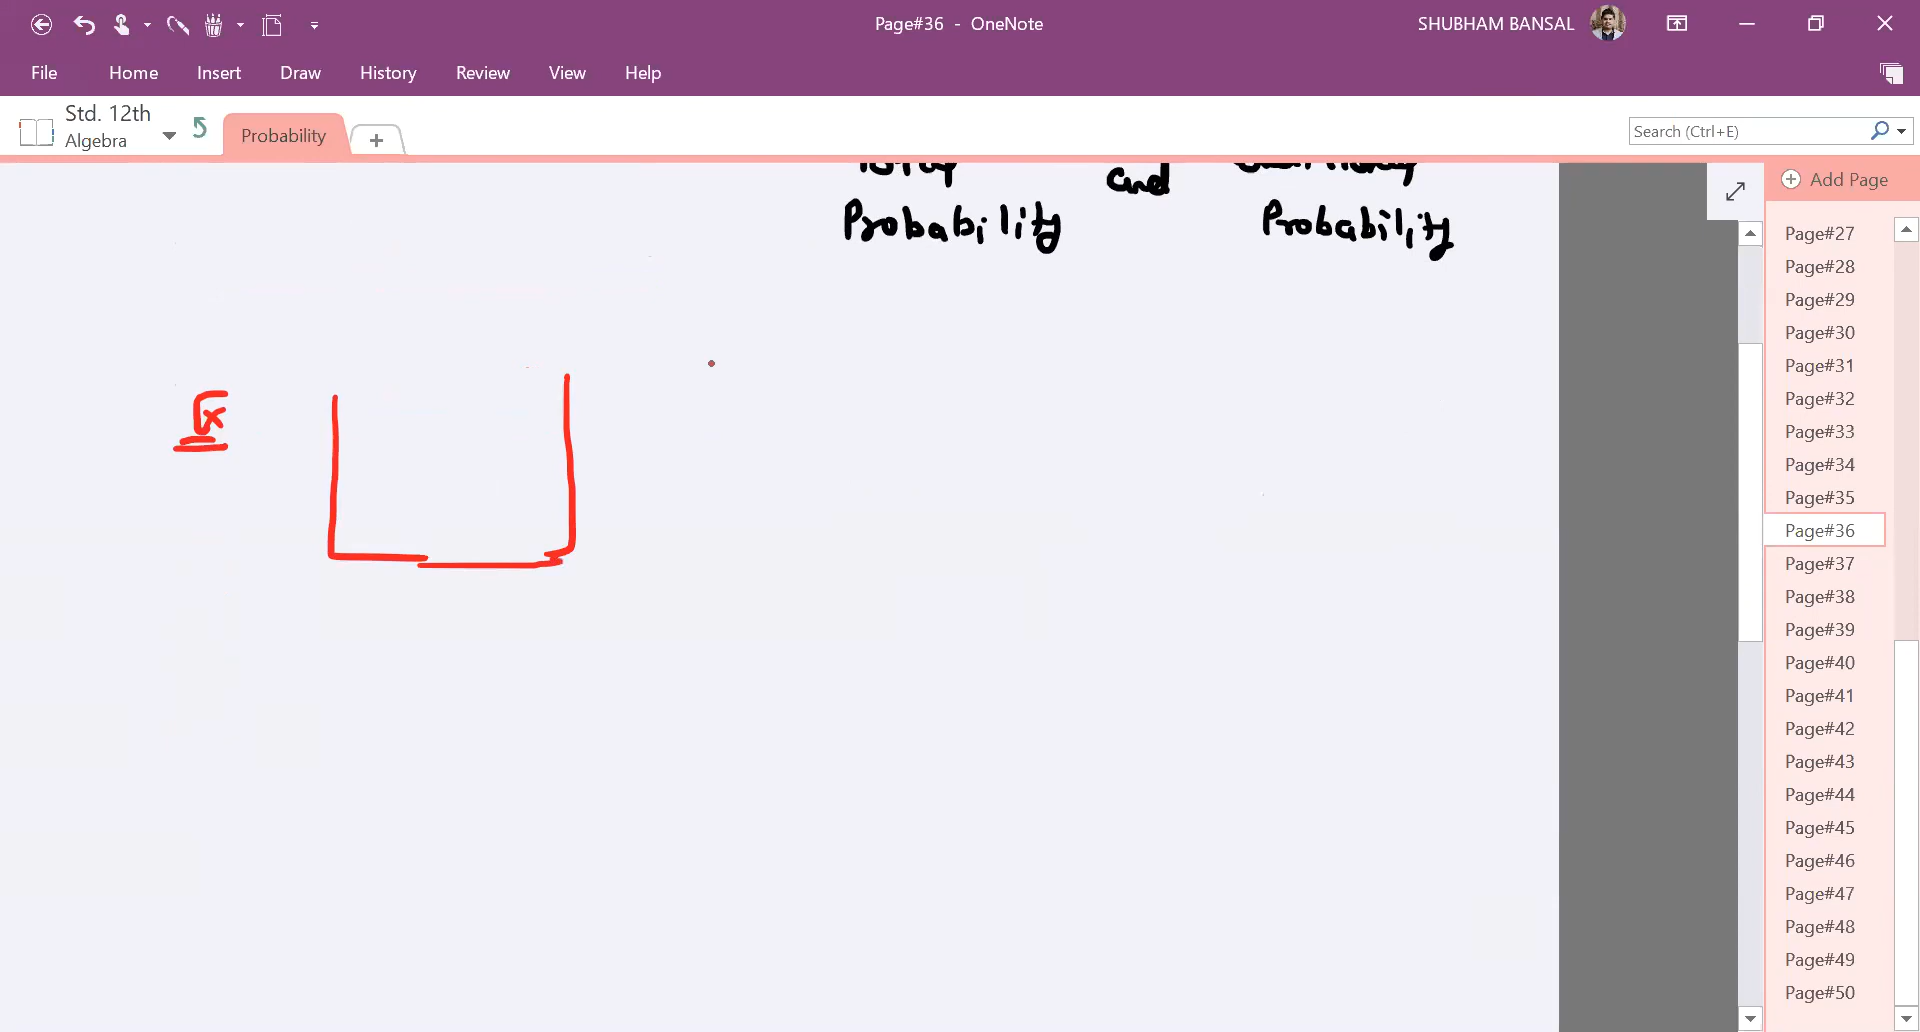 Page#36 - OneNote
SHUBHAM BANSAL
File Home Insert Draw History Review View Help
Std. 12th
Algebra
Probability
Search (Ctrl+E)
and
Probability Probability
Ex
Add Page
Page#27
Page#28
Page#29
Page#30
Page#31
Page#32
Page#33
Page#34
Page#35
Page#36
Page#37
Page#38
Page#39
Page#40
Page#41
Page#42
Page#43
Page#44
Page#45
Page#46
Page#47
Page#48
Page#49
Page#50